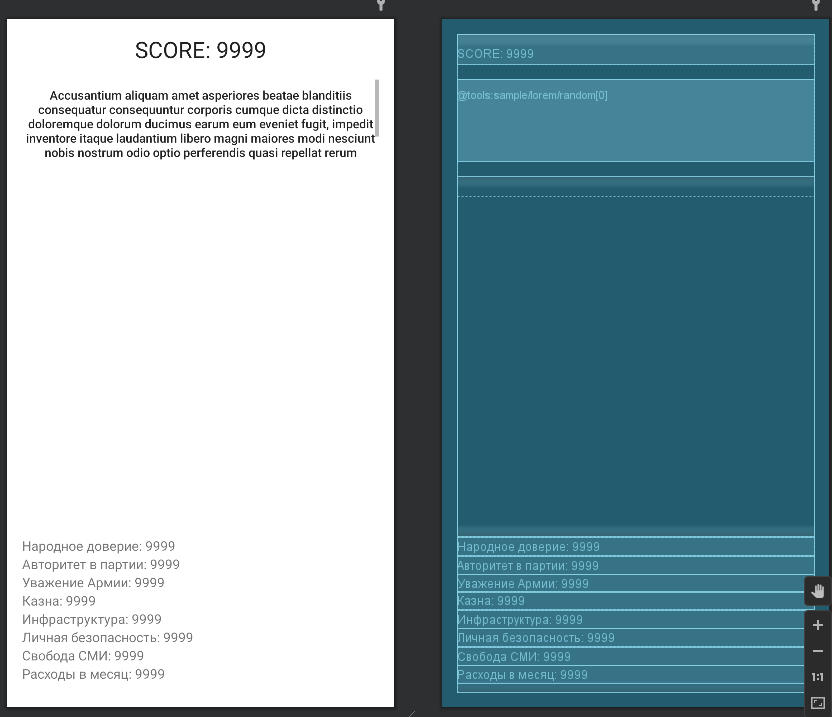 SCORE: 9999
Accusantium aliquam amet asperiores beatae blanditiis
consequatur consequuntur corporis cumque dicta distinctio
doloremque dolorum ducimus earum eum eveniet fugit, impedit
inventore itaque laudantium libero magni maiores modi nesciunt
nobis nostrum odio optio perferendis quasi repellat rerum
Народное доверие: 9999
Авторитет в партии: 9999
Уважение Армии: 9999
Казна: 9999
Инфраструктура: 9999
Личная безопасность: 9999
Свобода СМИ: 9999
Расходы в месяц: 9999
SCORE: 9999
@tools:sample/lorem/random[0]
Народное доверие: 9999
Авторитет в партии: 9999
Уважение Армии: 9999
Казна: 9999
Инфраструктура: 9999
Личная безопасность: 9999
Свобода СМИ: 9999
Расходы в месяц: 9999
1:1